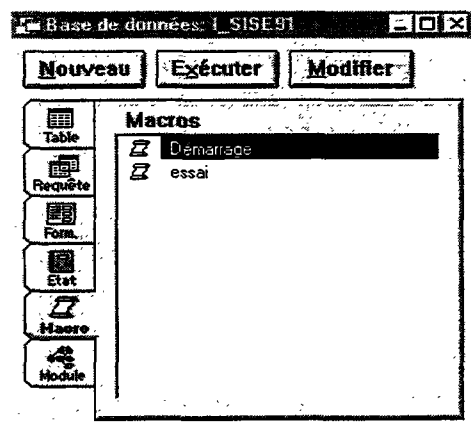 Base de données: I_SISE91
Nouveau Exécuter Modifier
Table
Requête
Form.
Etat
Macro
Module
Macros
Démarrage
essai